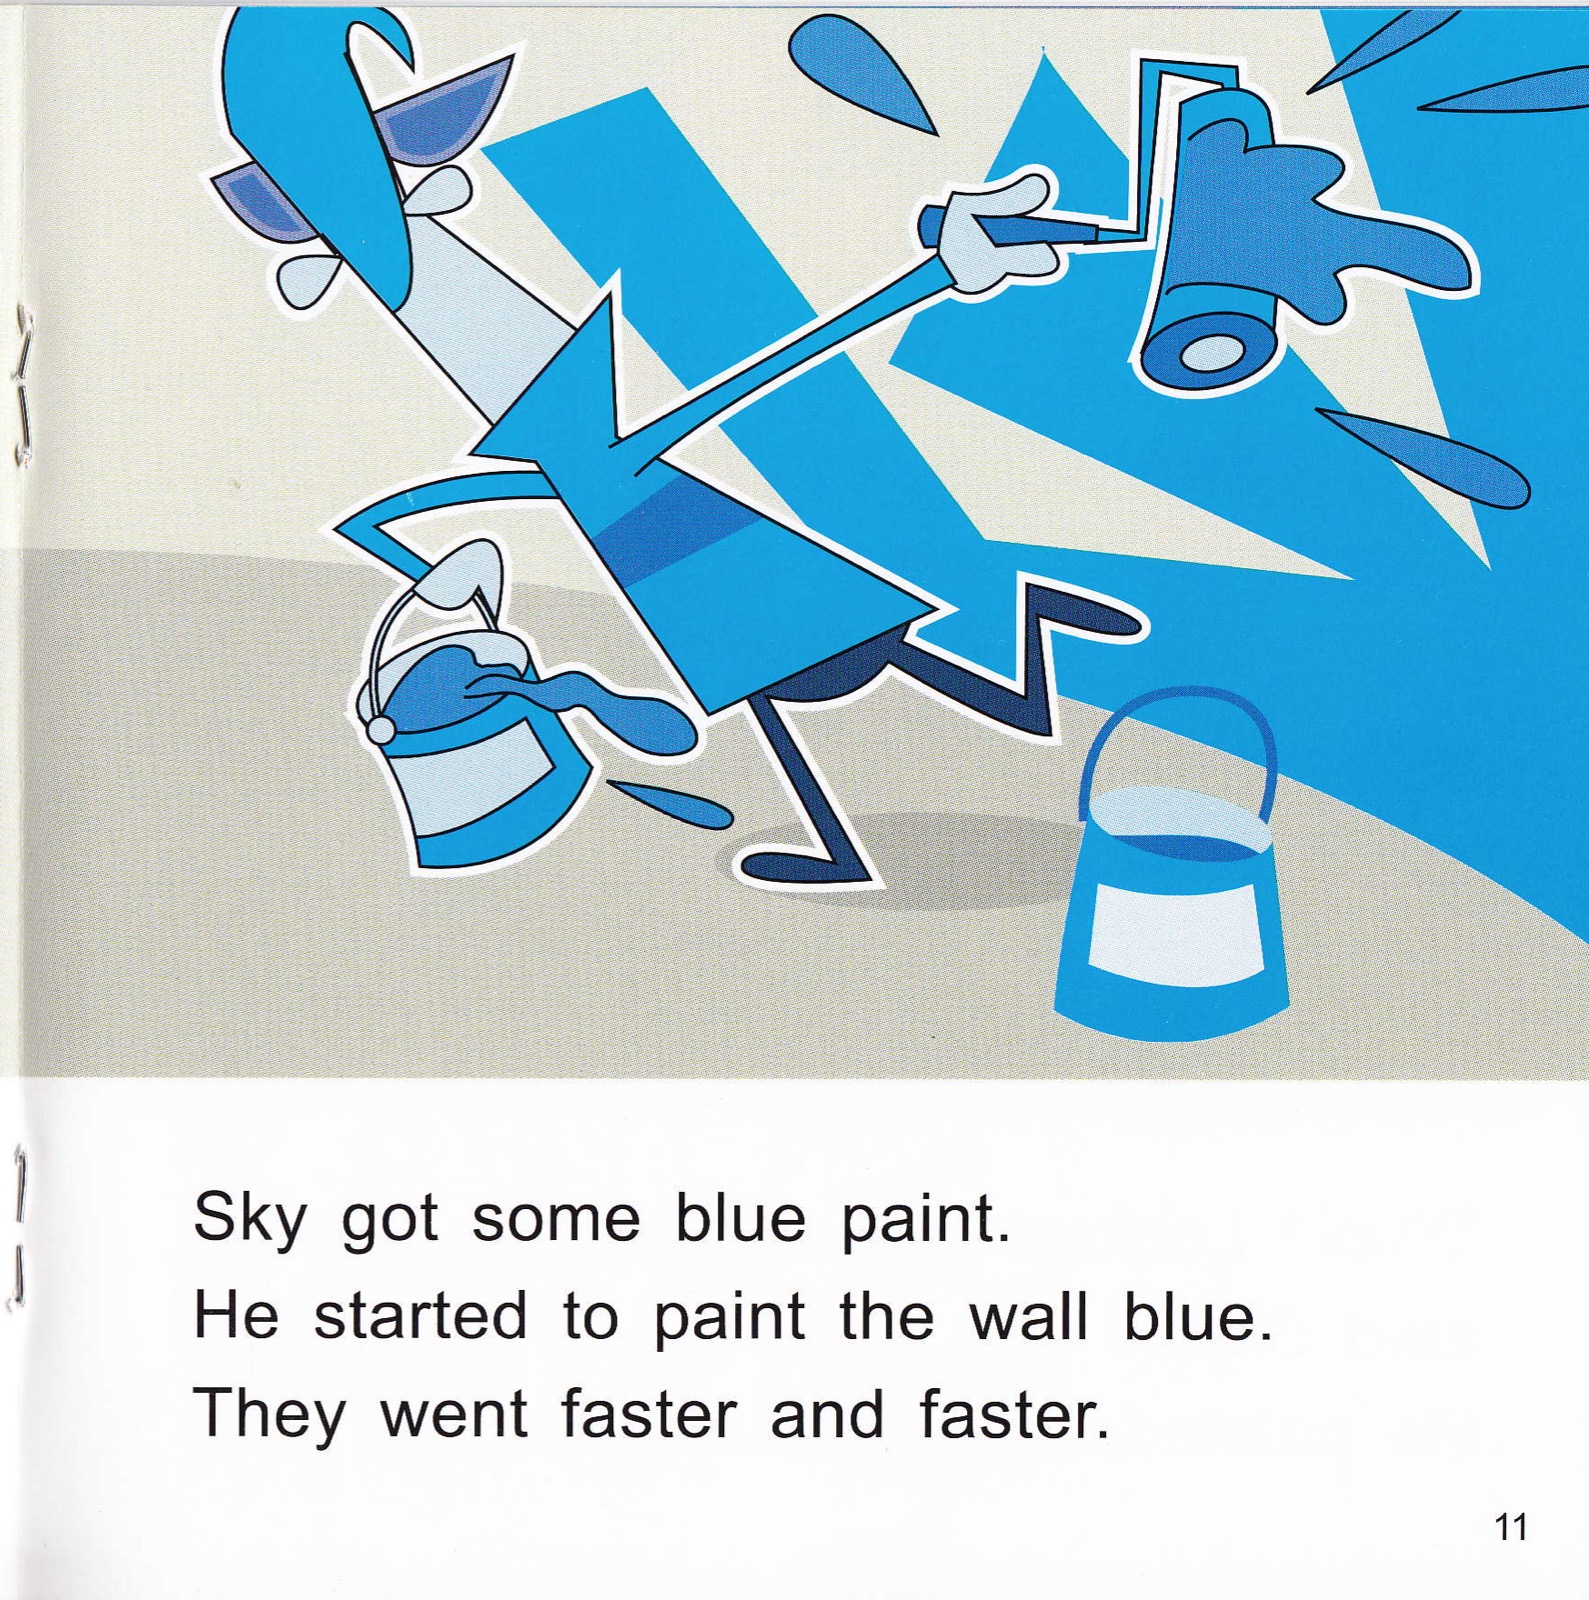 Sky got some blue paint.
He started to paint the wall blue.
They went faster and faster.
11